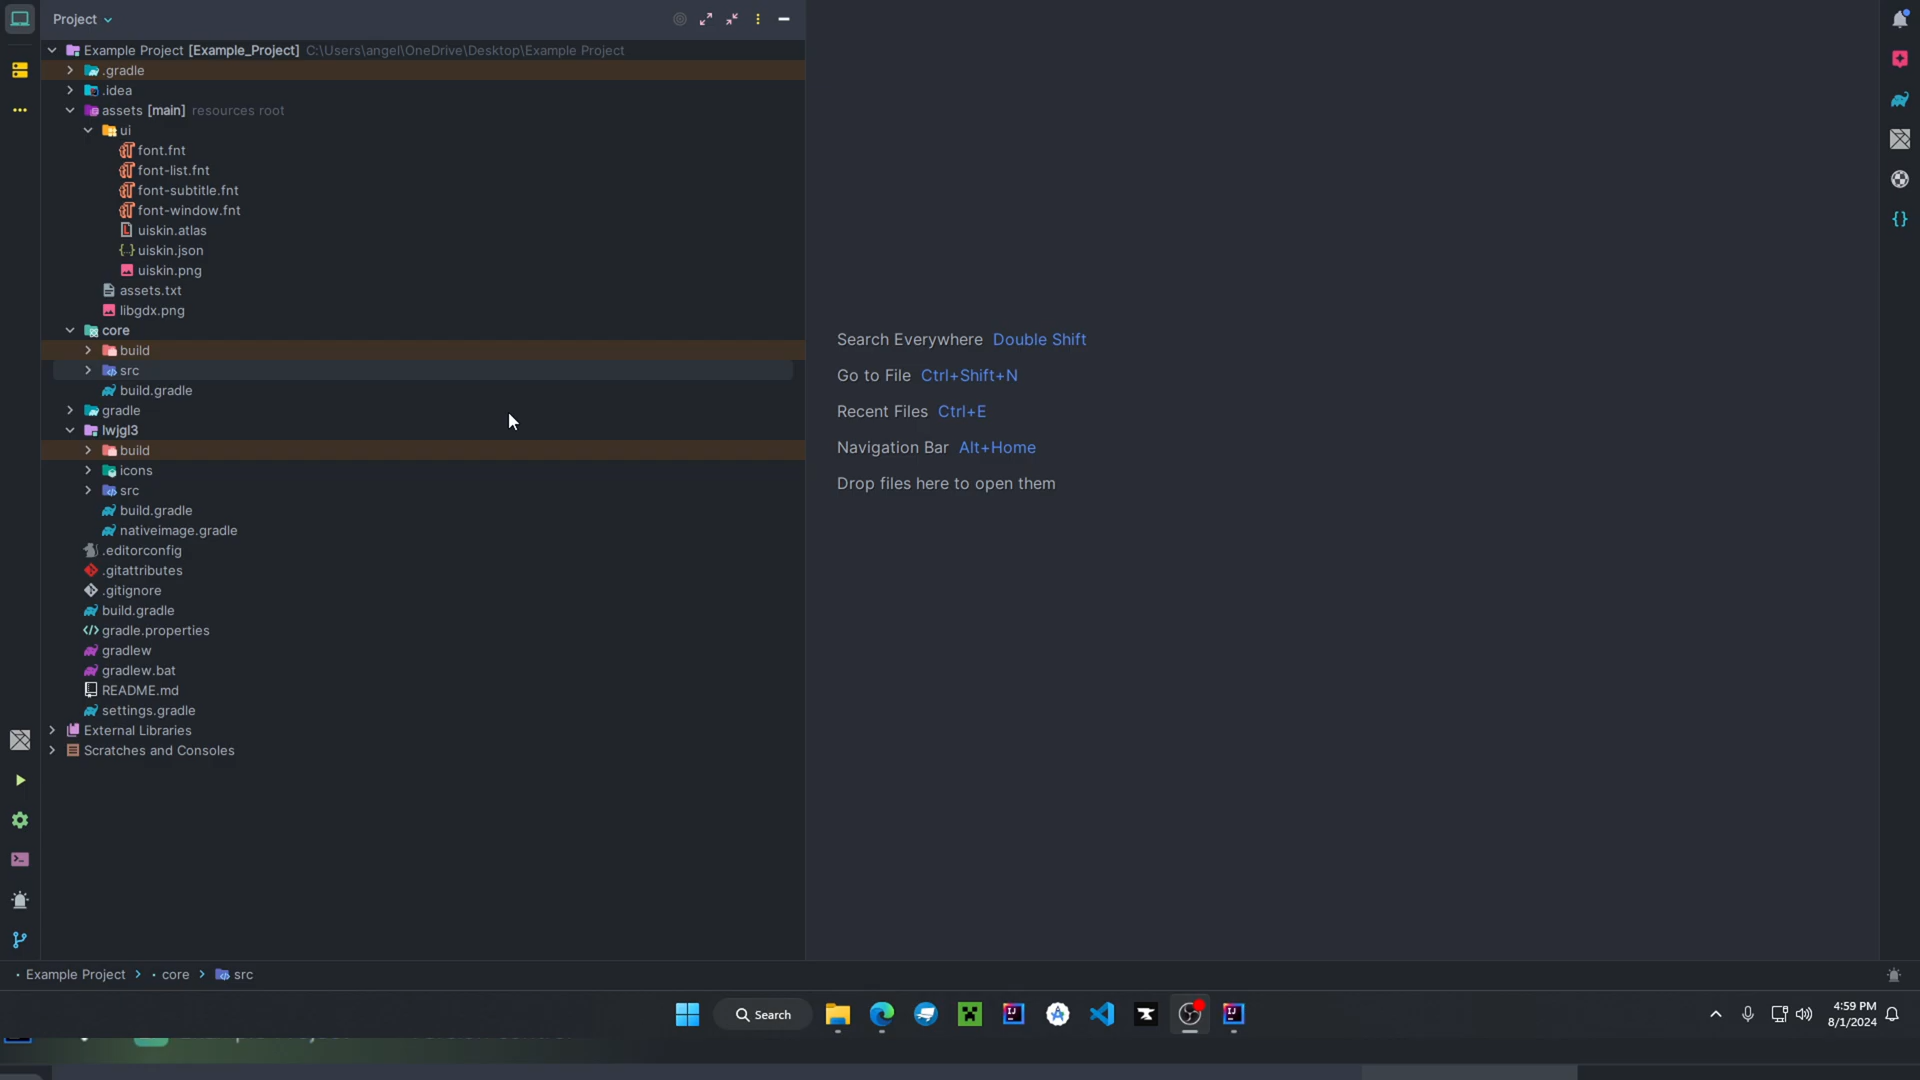 Project
Example Project [Example_Project] C:\Users\angel\OneDrive\Desktop\Example Project
.gradle
.idea
assets [main] resources root
ui
font.fnt
font-list.fnt
font-subtitle.fnt
font-window.fnt
uiskin.atlas
uiskin.json
uiskin.png
assets.txt
libgdx.png
core
build
src
build.gradle
gradle
lwjgl3
build
icons
src
build.gradle
nativeimage.gradle
.editorconfig
.gitattributes
.gitignore
build.gradle
gradle.properties
gradlew
gradlew.bat
README.md
settings.gradle
External Libraries
Scratches and Consoles
Search Everywhere Double Shift
Go to File Ctrl+Shift+N
Recent Files Ctrl+E
Navigation Bar Alt+Home
Drop files here to open them
Example Project > core > src
Search
4:59 PM
8/1/2024